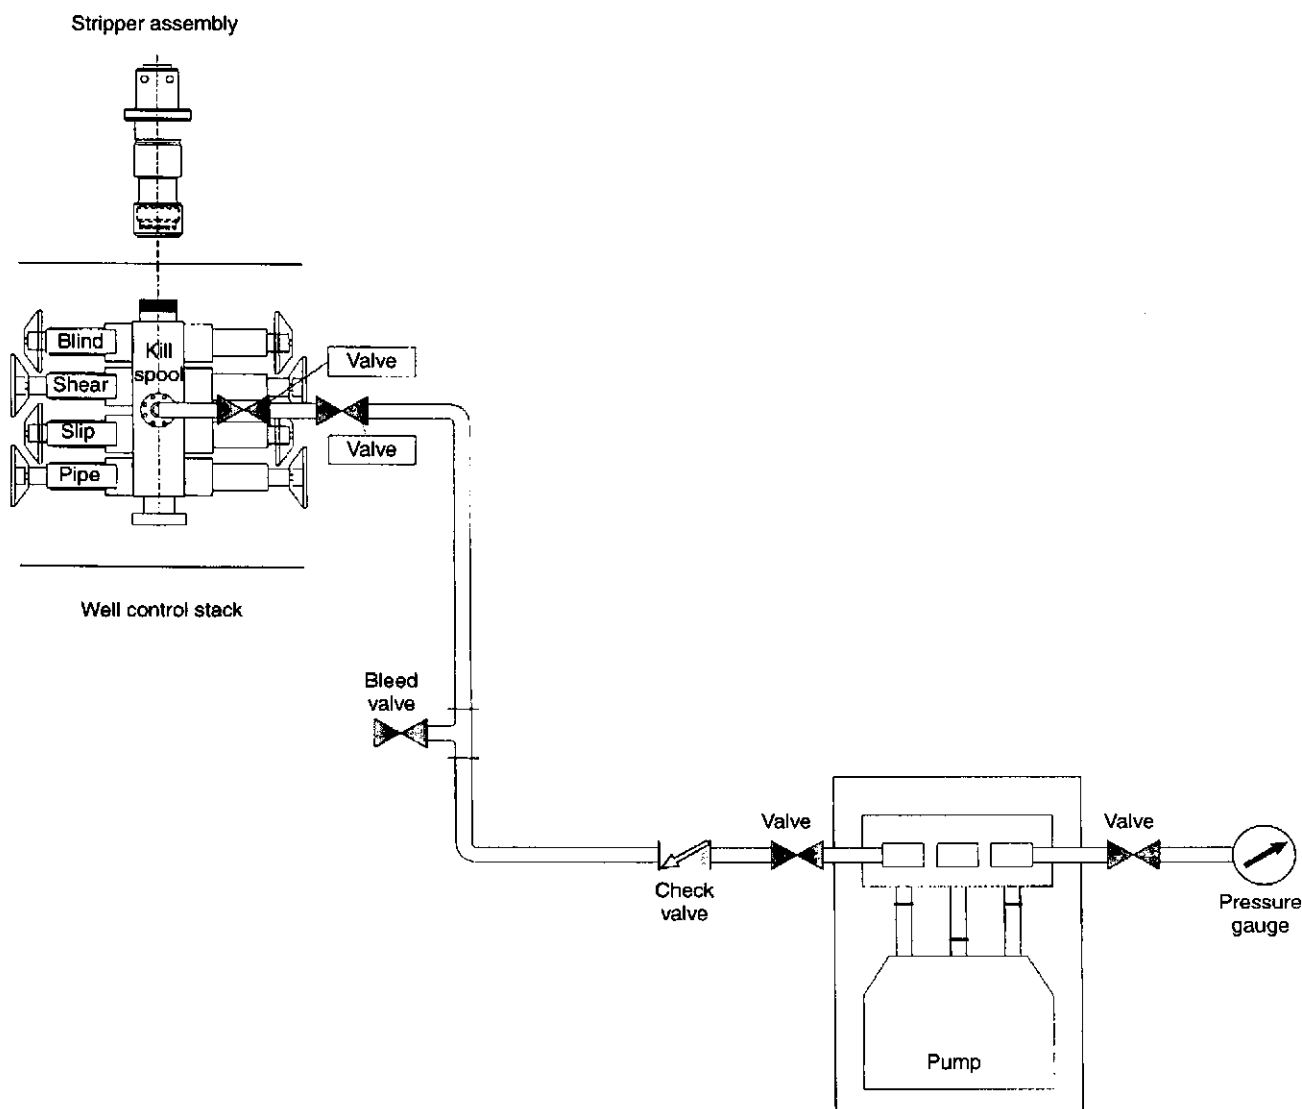 Stripper assembly
Blind
Kill
spool
Valve
Shear
Slip
Valve
Pipe
Well control stack
Bleed
valve
Valve
Valve
Check
valve
Pressure
gauge
Pump